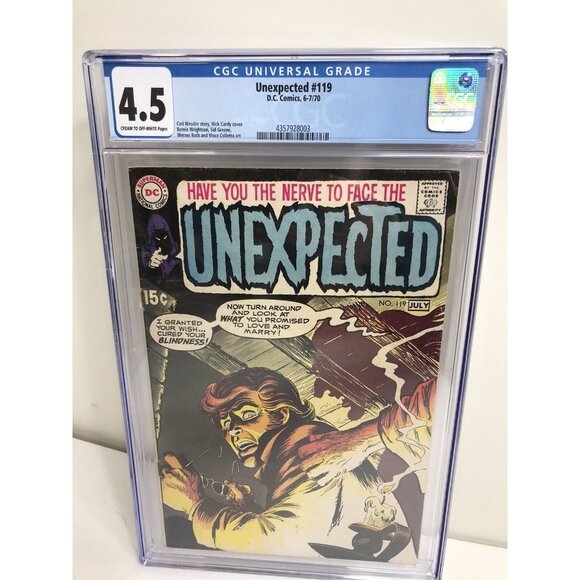 CGC UNIVERSAL GRADE
4.5
CREAM TO OFF-WHITE Pages
Unexpected #119
D.C. Comics, 6-7/70
Carl Wessler story, Nick Cardy cover
Bernie Wrightson, Sid Greene,
Werner Roth and Vince Colletta art
4357928003
SUPERMAN
DC
NATIONAL COMICS
HAVE YOU THE NERVE TO FACE THE
APPROVED
BY THE
COMICS
CODE
AUTHORITY
UNEXPECTED
15¢
NO. 119 JULY
I GRANTED
YOUR WISH...
CURED YOUR
BLINDNESS!
NOW TURN AROUND
AND LOOK AT
WHAT YOU PROMISED
TO LOVE AND
MARRY!